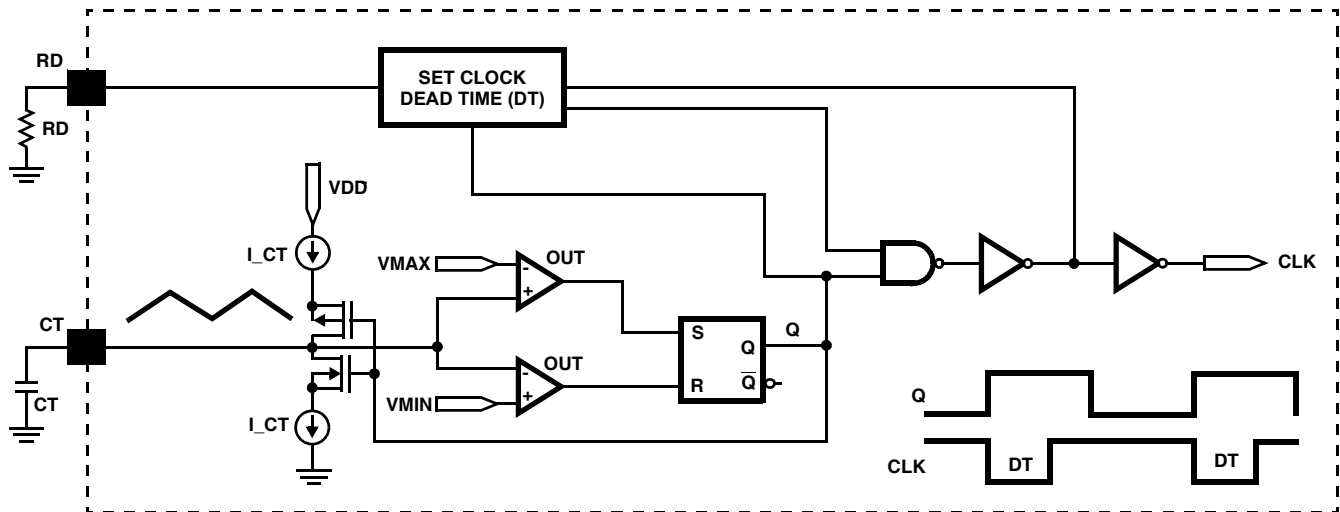 RD
SET CLOCK
DEAD TIME (DT)
RD
VDD
I_CT
VMAX
-
+
OUT
CLK
CT
S
Q
Q
OUT
-
+
R
Q̅
CT
VMIN
I_CT
Q
CLK
DT
DT